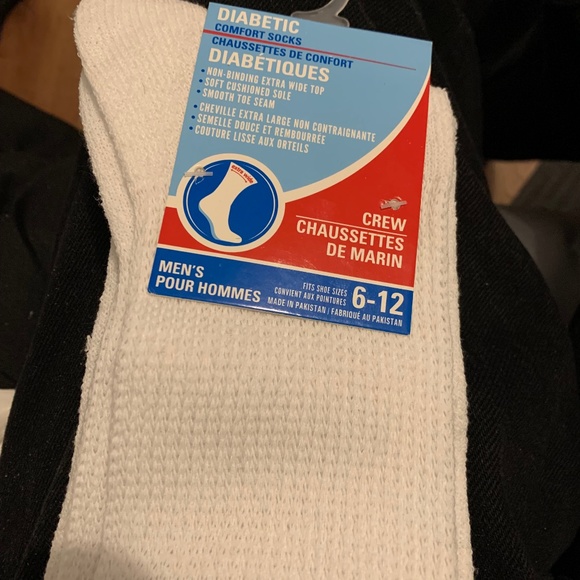 DIABETIC
COMFORT SOCKS
CHAUSSETTES DE CONFORT
DIABÉTIQUES
• NON-BINDING EXTRA WIDE TOP
• SOFT CUSHIONED SOLE
• SMOOTH TOE SEAM
• CHEVILLE EXTRA LARGE NON CONTRAIGNANTE
• SEMELLE DOUCE ET REMBOURRÉE
• COUTURE LISSE AUX ORTEILS
extra wide
CREW
CHAUSSETTES
DE MARIN
MEN'S
POUR HOMMES
FITS SHOE SIZES
CONVIENT AUX POINTURES
6-12
MADE IN PAKISTAN / FABRIQUÉ AU PAKISTAN